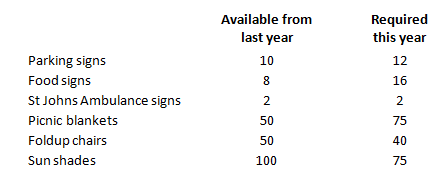 Available from Required
last year this year
Parking signs 10 12
Food signs 8 16
St Johns Ambulance signs 2 2
Picnic blankets 50 75
Foldup chairs 50 40
Sun shades 100 75